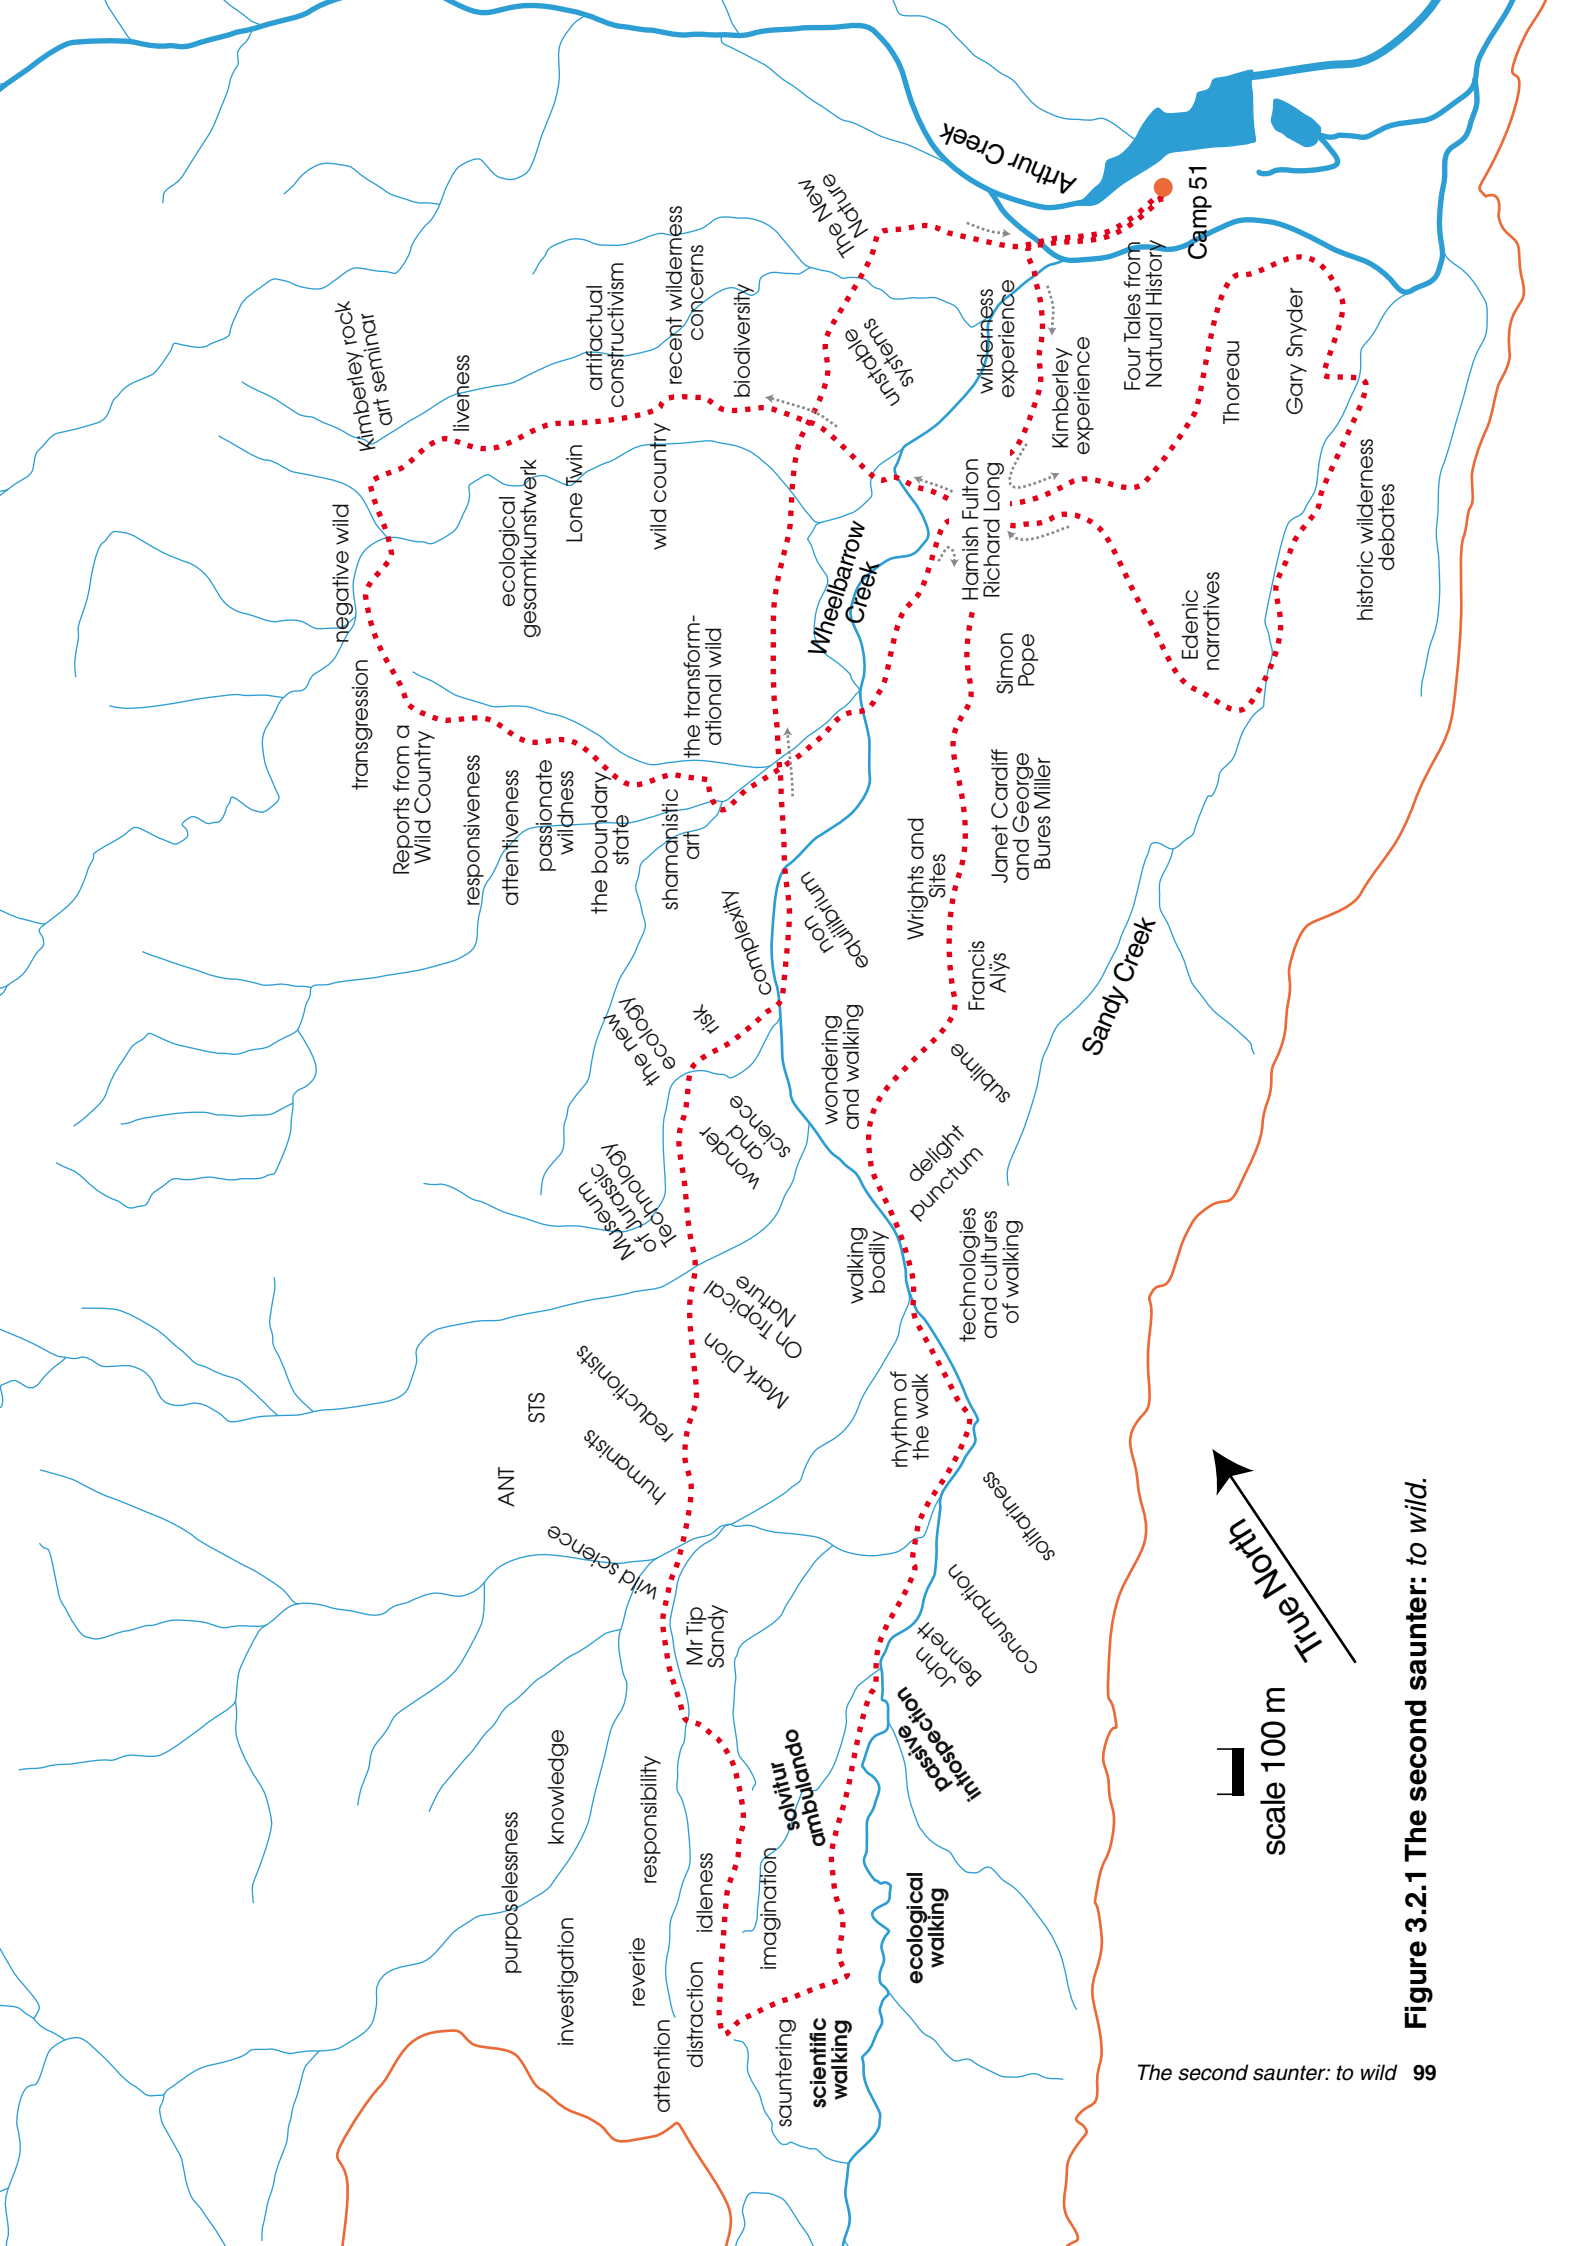 Kimberley rock
art seminar
liveness
artifactual
constructivism
recent wilderness
concerns
biodiversity
The New
Nature
Arthur Creek
Camp 51
unstable
systems
wilderness
experience
Kimberley
experience
Four Tales from
Natural History
Thoreau
Gary Snyder
historic wilderness
debates
Edenic
narratives
Hamish Fulton
Richard Long
negative wild
ecological
gesamtkunstwerk
Lone Twin
wild country
Wheelbarrow
Creek
transgression
Reports from a
Wild Country
responsiveness
attentiveness
passionate
wildness
the boundary
state
shamanistic
art
the transform-
ational wild
Simon
Pope
Janet Cardiff
and George
Bures Miller
Wrights and
Sites
Francis
Alÿs
Sandy Creek
complexity
non
equilibrium
risk
the new
ecology
wonder
and
science
wondering
and walking
sublime
delight
punctum
Museum
of Jurassic
Technology
On Tropical
Nature
Mark Dion
walking
bodily
technologies
and cultures
of walking
rhythm of
the walk
reductionists
humanists
STS
ANT
wild science
solitariness
consumption
John
Bennett
passive
introspection
Mr Tip
Sandy
solvitur
ambulando
knowledge
purposelessness
responsibility
idleness
imagination
investigation
reverie
distraction
attention
sauntering
scientific
walking
ecological
walking
True North
scale 100 m
Figure 3.2.1 The second saunter: to wild.
The second saunter: to wild 99